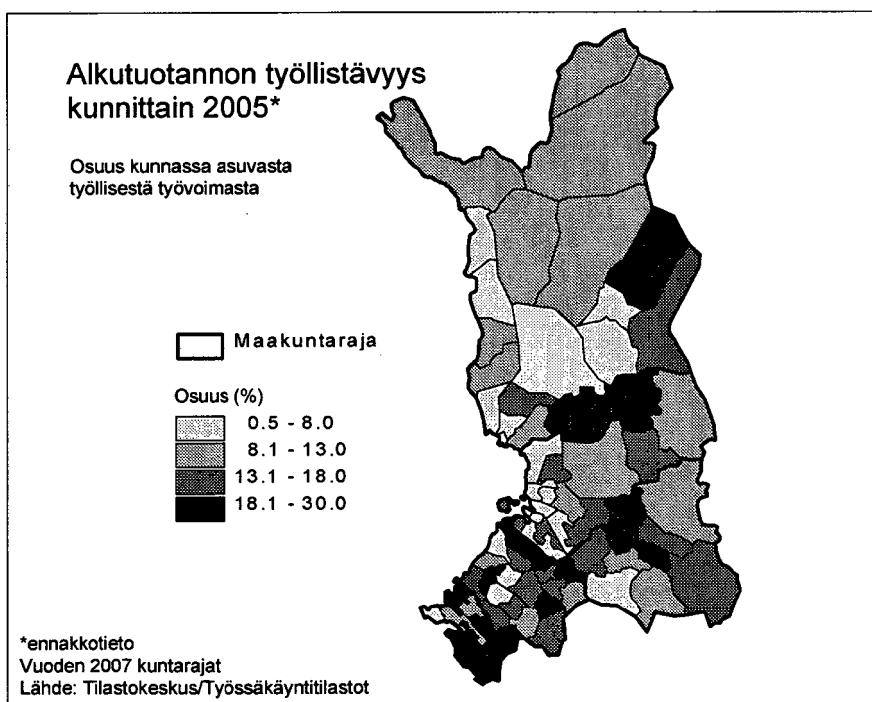 Alkutuotannon työllistävyys
kunnittain 2005*
Osuus kunnassa asuvasta
työllisestä työvoimasta
Maakuntaraja
Osuus (%)
0.5 - 8.0
8.1 - 13.0
13.1 - 18.0
18.1 - 30.0
*ennakkotieto
Vuoden 2007 kuntarajat
Lähde: Tilastokeskus/Työssäkäyntitilastot